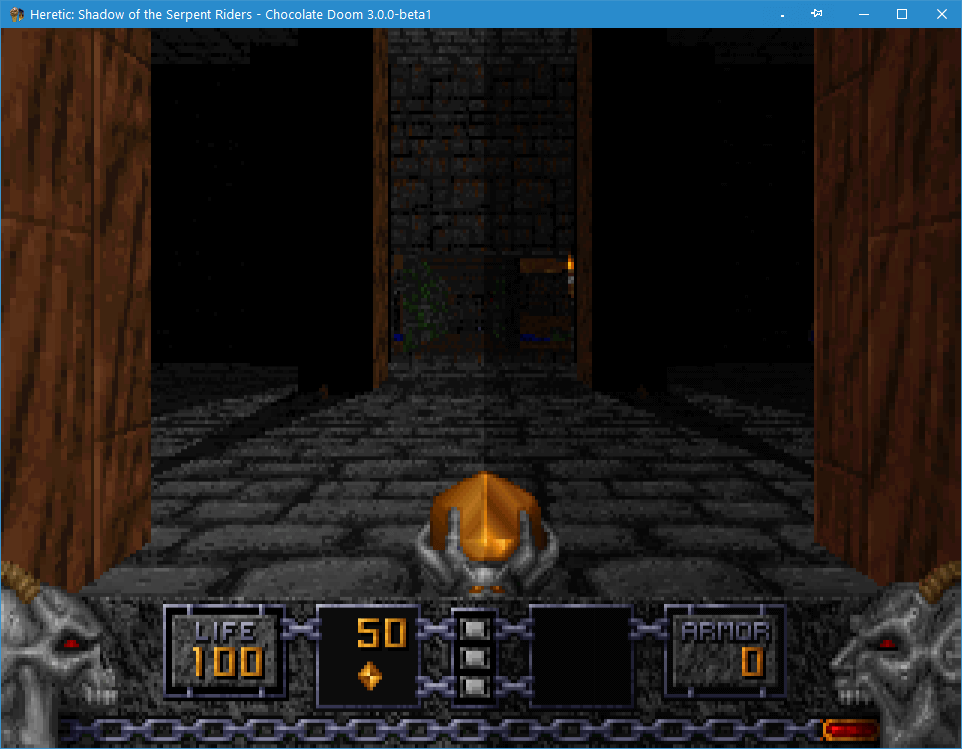 Heretic: Shadow of the Serpent Riders - Chocolate Doom 3.0.0-beta1
LIFE 50 ARMOR
100 0